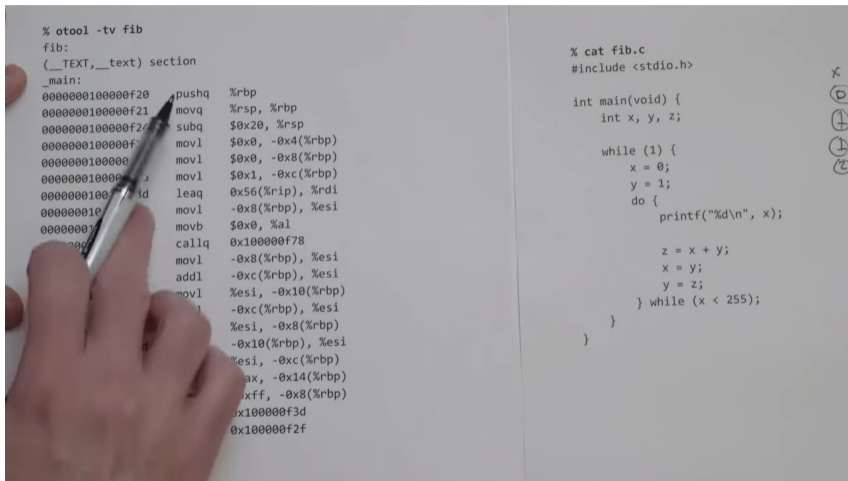 % otool -tv fib
fib:
(__TEXT,__text) section
_main:
0000000100000f20 pushq %rbp
0000000100000f21 movq %rsp, %rbp
0000000100000f24 subq $0x20, %rsp
movl $0x0, -0x4(%rbp)
movl $0x0, -0x8(%rbp)
movl $0x1, -0xc(%rbp)
leaq 0x56(%rip), %rdi
movl -0x8(%rbp), %esi
movb $0x0, %al
callq 0x100000f78
movl -0x8(%rbp), %esi
addl -0xc(%rbp), %esi
movl %esi, -0x10(%rbp)
-0xc(%rbp), %esi
%esi, -0x8(%rbp)
-0x10(%rbp), %esi
%esi, -0xc(%rbp)
-0x14(%rbp)
-0x8(%rbp)
0x100000f3d
0x100000f2f
% cat fib.c
#include <stdio.h>
int main(void) {
int x, y, z;
while (1) {
x = 0;
y = 1;
do {
printf("%d\n", x);
z = x + y;
x = y;
y = z;
} while (x < 255);
}
}
x
0
1
1
2